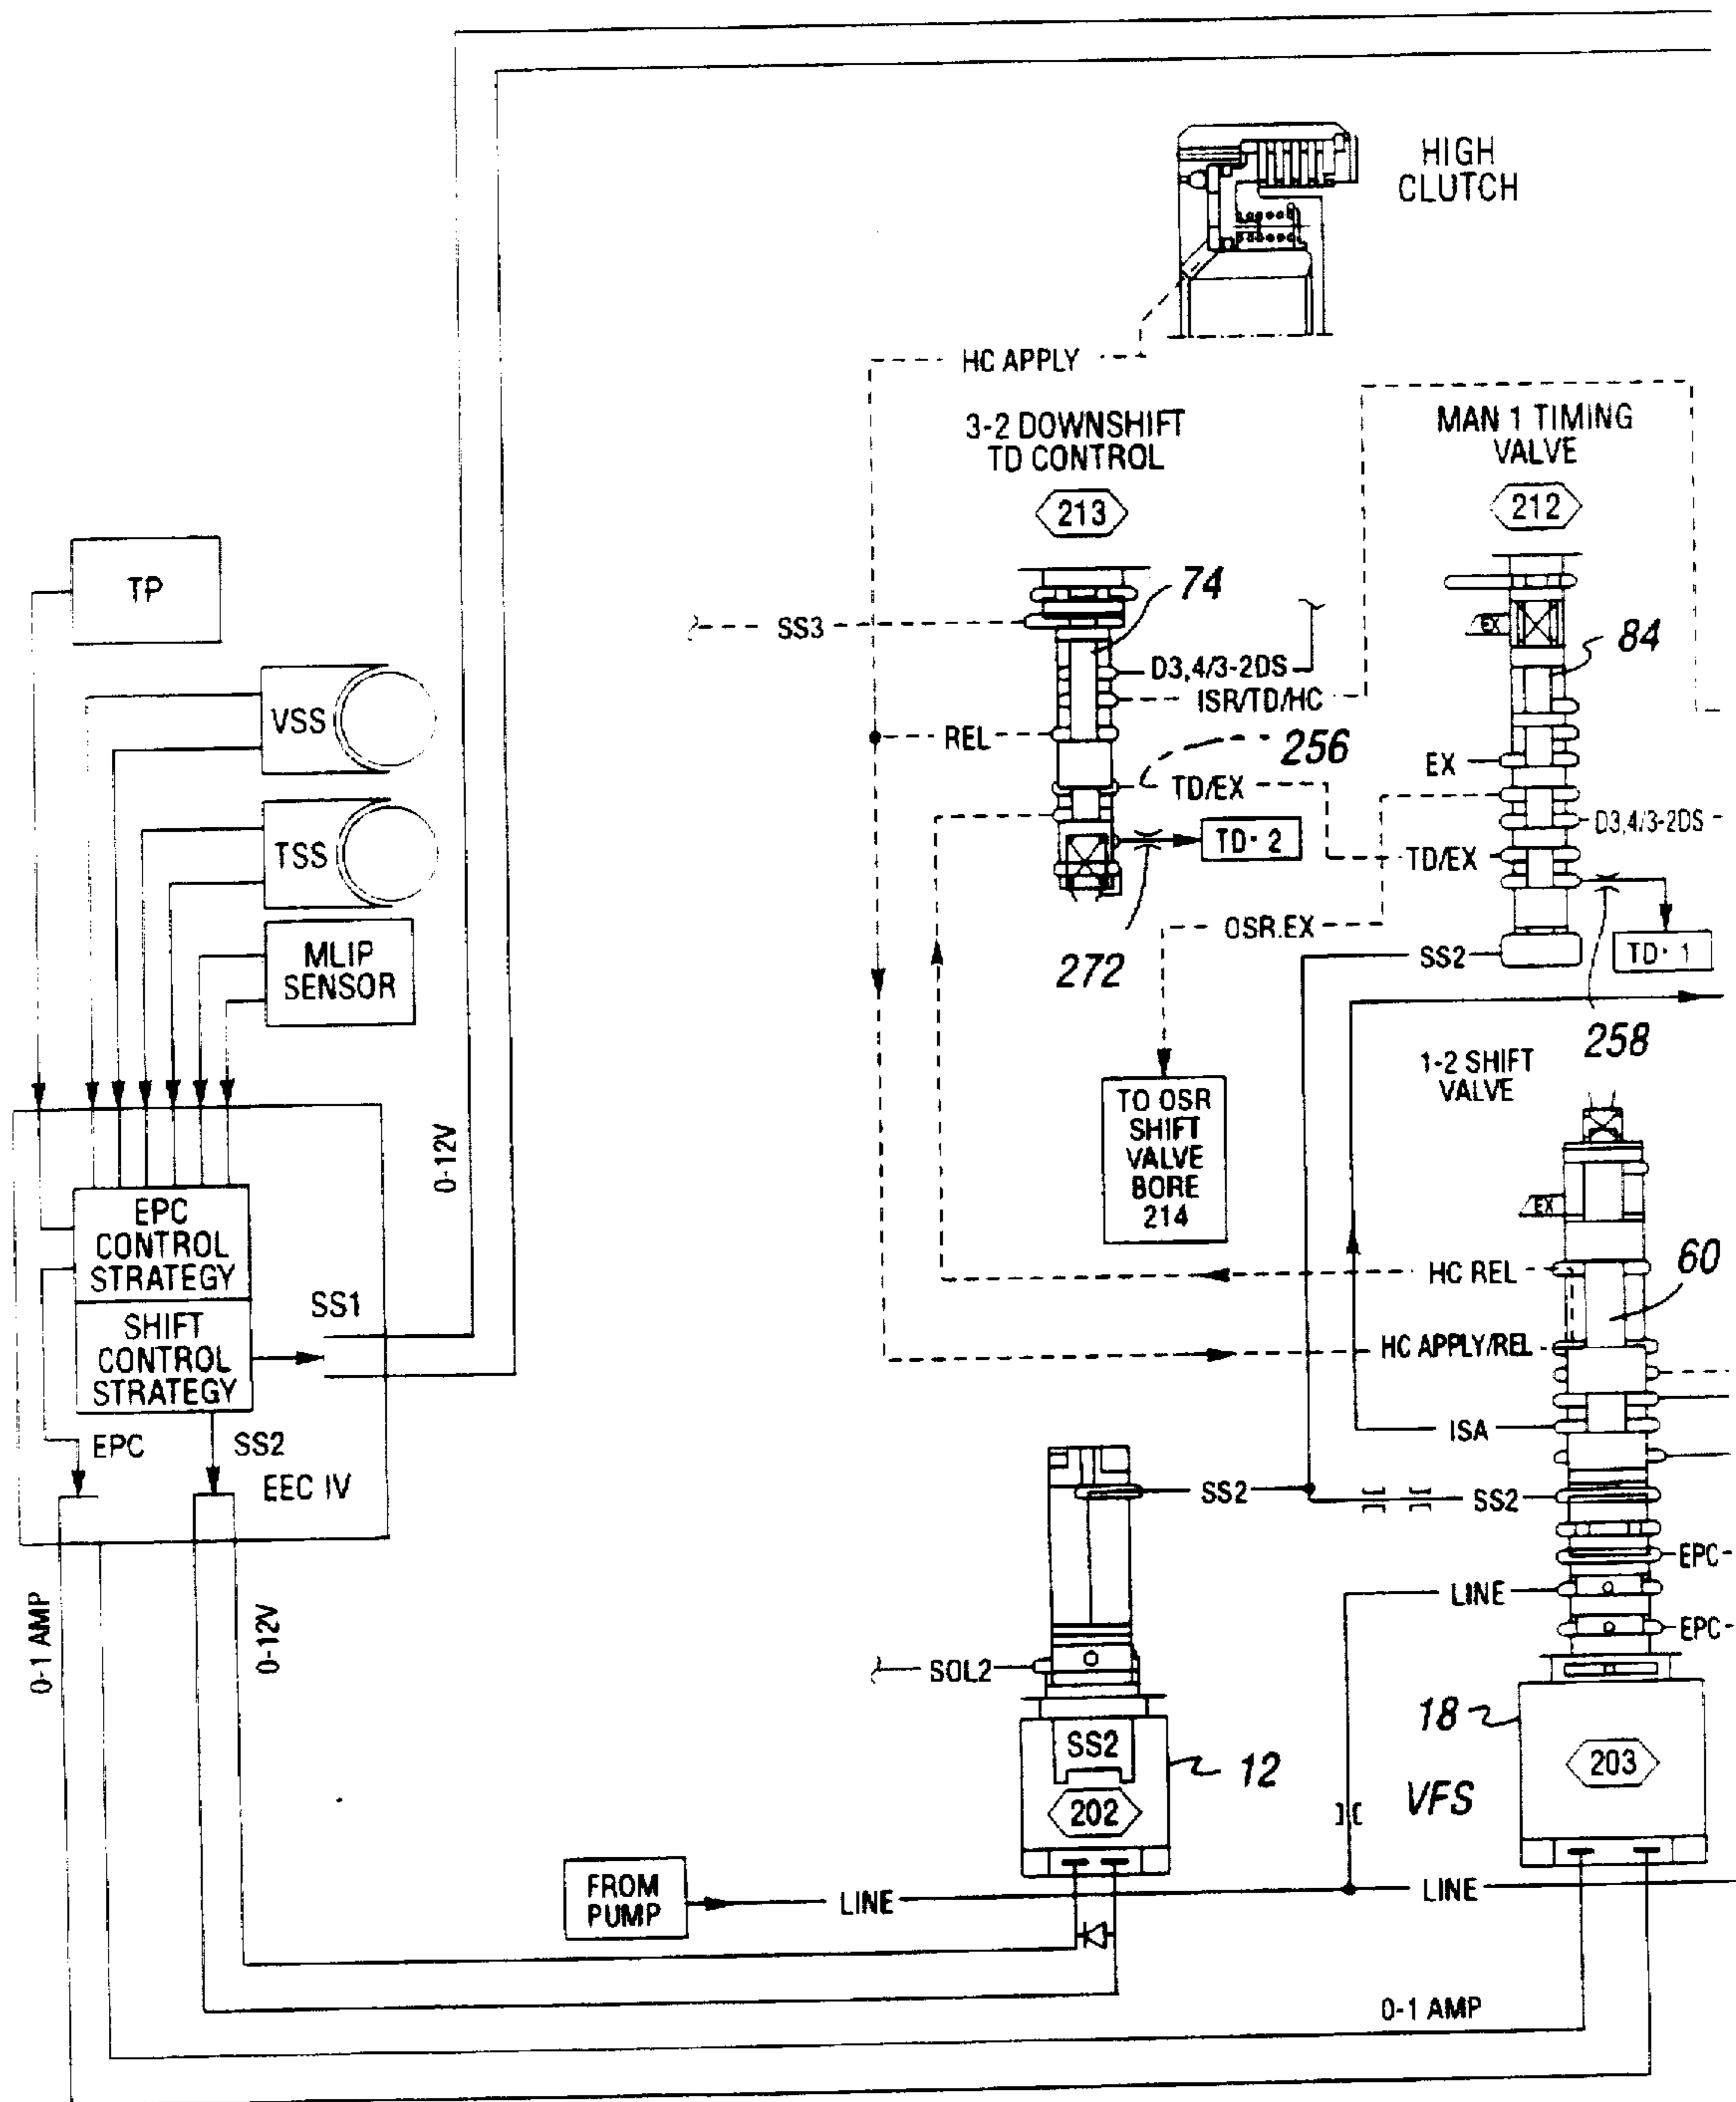 HIGH
CLUTCH
HC APPLY
3-2 DOWNSHIFT
TD CONTROL
213
MAN 1 TIMING
VALVE
212
TP
74
SS3
EX
84
D3,4/3-2DS
ISR/TD/HC
VSS
REL
256
EX
TD/EX
TSS
D3,4/3-2DS
TD·2
TD/EX
OSR.EX
MLIP
SENSOR
272
SS2
TD·1
258
1-2 SHIFT
VALVE
TO OSR
SHIFT
VALVE
BORE
214
0-12V
EX
EPC
CONTROL
STRATEGY
HC REL
60
SS1
SHIFT
CONTROL
STRATEGY
HC APPLY/REL
ISA
EPC
SS2
EEC IV
SS2
SS2
EPC
LINE
EPC
0-1 AMP
0-12V
SOL2
18
SS2
12
203
202
VFS
FROM
PUMP
LINE
LINE
0-1 AMP